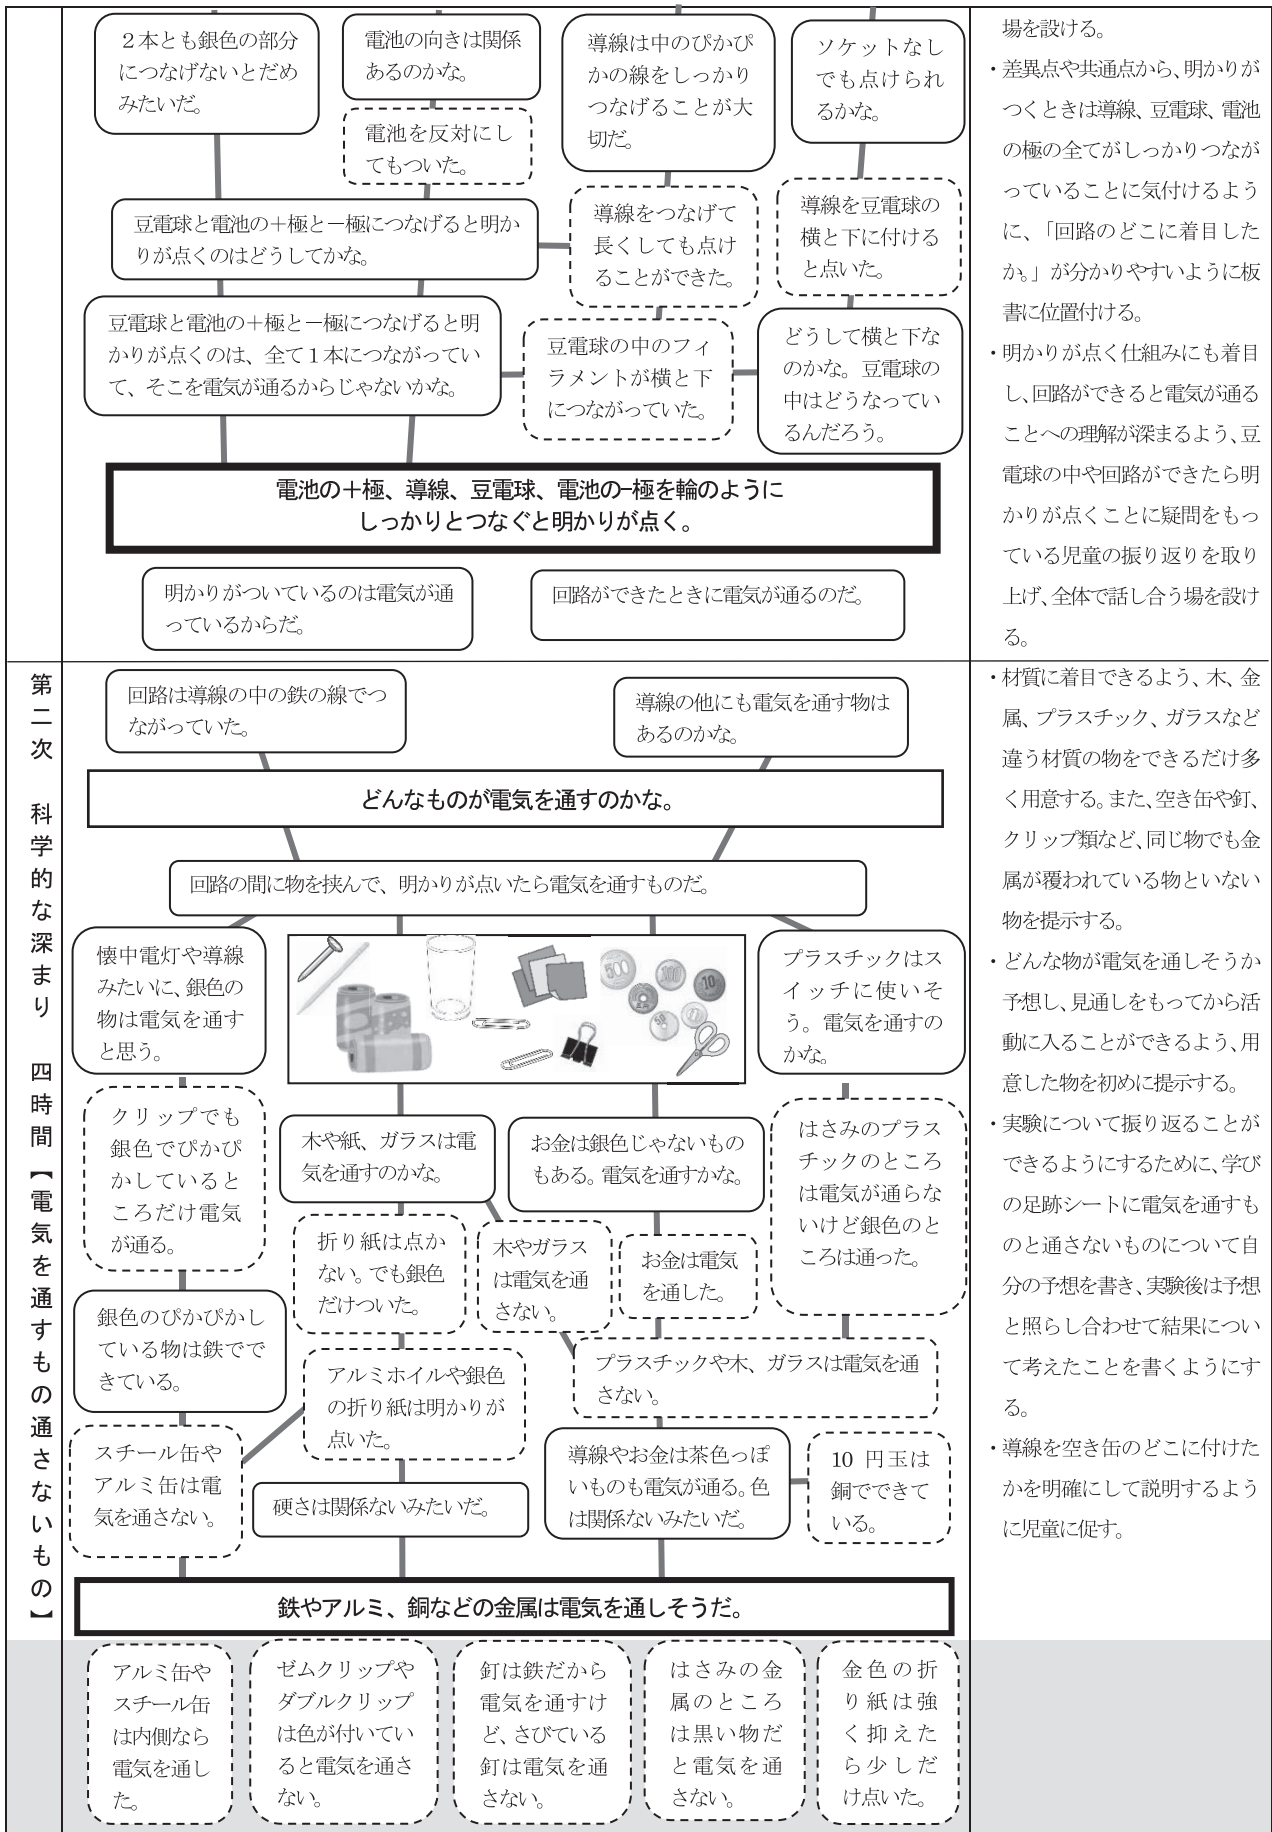 ２本とも銀色の部分
につなげないとだめ
みたいだ。
電池の向きは関係
あるのかな。
電池を反対にし
てもついた。
導線は中のぴかぴ
かの線をしっかり
つなげることが大
切だ。
ソケットなし
でも点けられ
るかな。
豆電球と電池の＋極と－極につなげると明か
りが点くのはどうしてかな。
導線をつなげて
長くしても点け
ることができた。
導線を豆電球の
横と下に付ける
と点いた。
豆電球と電池の＋極と－極につなげると明
かりが点くのは、全て１本につながってい
て、そこを電気が通るからじゃないかな。
豆電球の中のフィ
ラメントが横と下
につながっていた。
どうして横と下な
のかな。豆電球の
中はどうなってい
るんだろう。
電池の＋極、導線、豆電球、電池の-極を輪のように
しっかりとつなぐと明かりが点く。
明かりがついているのは電気が通
っているからだ。
回路ができたときに電気が通るのだ。
場を設ける。
・差異点や共通点から、明かりが
つくときは導線、豆電球、電池
の極の全てがしっかりつなが
っていることに気付けるよう
に、「回路のどこに着目した
か。」が分かりやすいように板
書に位置付ける。
・明かりが点く仕組みにも着目
し、回路ができると電気が通る
ことへの理解が深まるよう、豆
電球の中や回路ができたら明
かりが点くことに疑問をもっ
ている児童の振り返りを取り
上げ、全体で話し合う場を設け
る。
第二次　科学的な深まり　四時間【電気を通すもの通さないもの】
回路は導線の中の鉄の線でつ
ながっていた。
導線の他にも電気を通す物は
あるのかな。
どんなものが電気を通すのかな。
回路の間に物を挟んで、明かりが点いたら電気を通すものだ。
懐中電灯や導線
みたいに、銀色の
物は電気を通す
と思う。
500
100
10
50
プラスチックはス
イッチに使いそ
う。電気を通すの
かな。
クリップでも
銀色でぴかぴ
かしていると
ころだけ電気
が通る。
木や紙、ガラスは電
気を通すのかな。
お金は銀色じゃないもの
もある。電気を通すかな。
はさみのプラス
チックのところ
は電気が通らな
いけど銀色のと
ころは通った。
折り紙は点か
ない。でも銀色
だけついた。
木やガラス
は電気を通
さない。
お金は電気
を通した。
銀色のぴかぴかし
ている物は鉄でで
きている。
アルミホイルや銀色
の折り紙は明かりが
点いた。
プラスチックや木、ガラスは電気を通
さない。
スチール缶や
アルミ缶は電
気を通さない。
硬さは関係ないみたいだ。
導線やお金は茶色っぽ
いものも電気が通る。色
は関係ないみたいだ。
10 円玉は
銅でできて
いる。
鉄やアルミ、銅などの金属は電気を通しそうだ。
アルミ缶や
スチール缶
は内側なら
電気を通し
た。
ゼムクリップや
ダブルクリップ
は色が付いてい
ると電気を通さ
ない。
釘は鉄だから
電気を通すけ
ど、さびている
釘は電気を通
さない。
はさみの金
属のところ
は黒い物だ
と電気を通
さない。
金色の折
り紙は強
く抑えた
ら少しだ
け点いた。
・材質に着目できるよう、木、金
属、プラスチック、ガラスなど
違う材質の物をできるだけ多
く用意する。また、空き缶や釘、
クリップ類など、同じ物でも金
属が覆われている物といない
物を提示する。
・どんな物が電気を通しそうか
予想し、見通しをもってから活
動に入ることができるよう、用
意した物を初めに提示する。
・実験について振り返ることが
できるようにするために、学び
の足跡シートに電気を通すも
のと通さないものについて自
分の予想を書き、実験後は予想
と照らし合わせて結果につい
て考えたことを書くようにす
る。
・導線を空き缶のどこに付けた
かを明確にして説明するよう
に児童に促す。